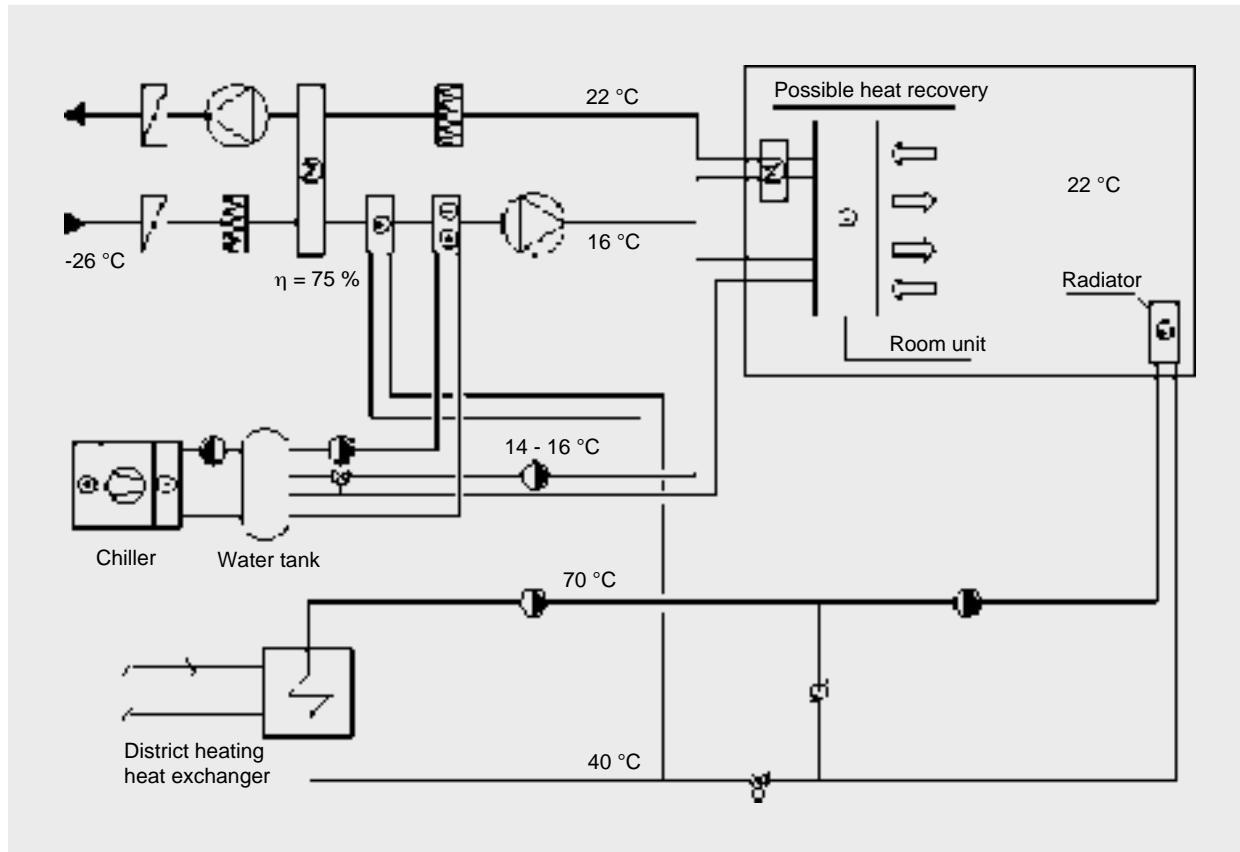 22 °C
Possible heat recovery
22 °C
-26 °C
η = 75 %
16 °C
Radiator
Room unit
14 - 16 °C
Chiller
Water tank
70 °C
District heating
heat exchanger
40 °C